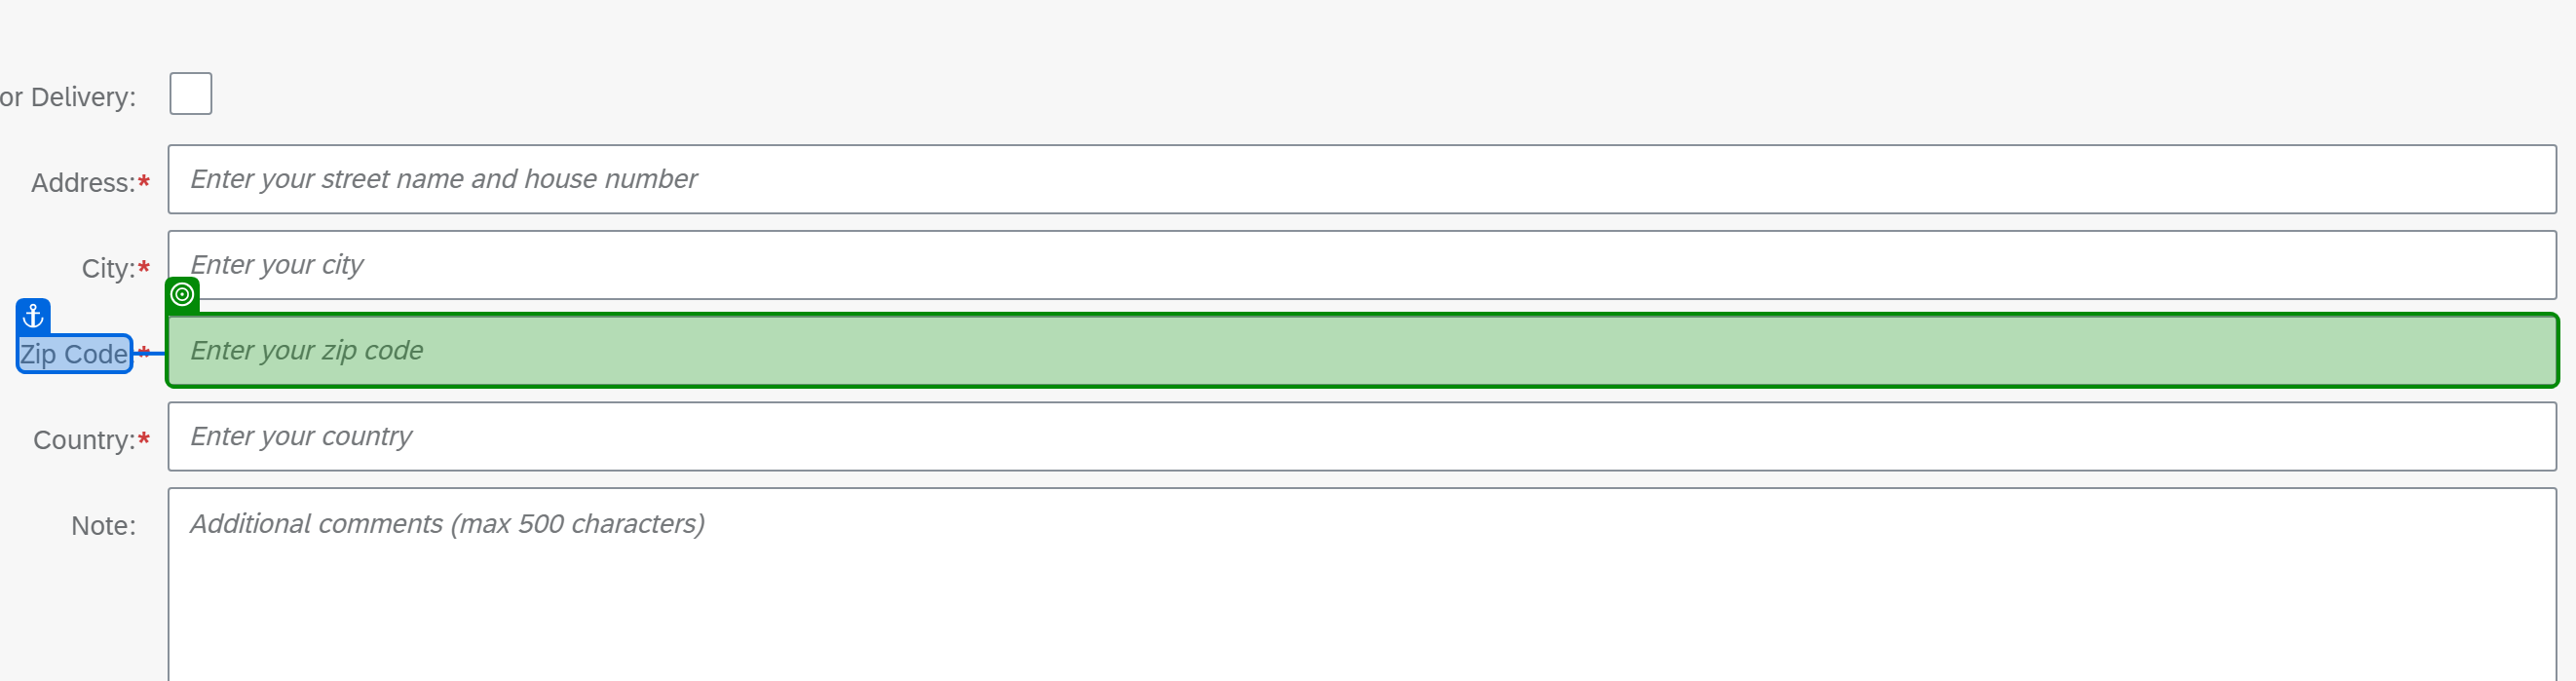 or Delivery:
Address:* Enter your street name and house number
City:* Enter your city
Zip Code * Enter your zip code
Country:* Enter your country
Note: Additional comments (max 500 characters)